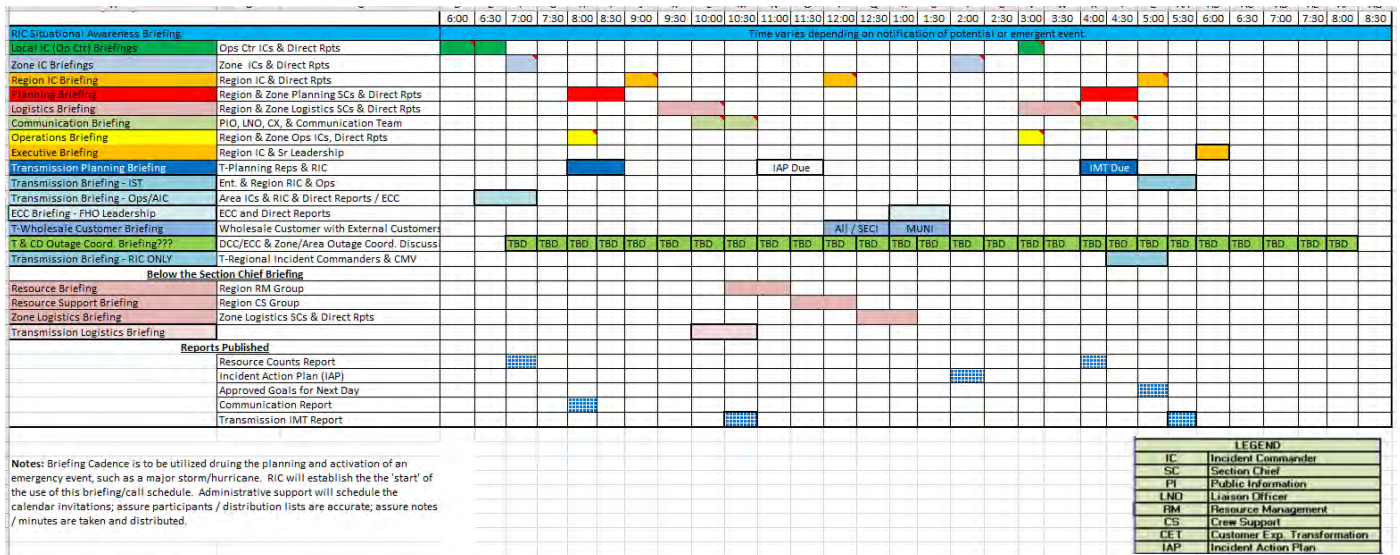 6:00 6:30 7:00 7:30 8:00 8:30 9:00 9:30 10:00 10:30 11:00 11:30 12:00 12:30 1:00 1:30 2:00 2:30 3:00 3:30 4:00 4:30 5:00 5:30 6:00 6:30 7:00 7:30 8:00 8:30
RIC Situational Awareness Briefing Time varies depending on notification of potential or emergent event
Local IC (Op Ctr) Briefings Ops Ctr ICs & Direct Rpts
Zone IC Briefings Zone ICs & Direct Rpts
Region IC Briefing Region IC & Direct Rpts
Planning Briefing Region & Zone Planning SCs & Direct Rpts
Logistics Briefing Region & Zone Logistics SCs & Direct Rpts
Communication Briefing PIO, LNO, CX, & Communication Team
Operations Briefing Region & Zone Ops ICs, Direct Rpts
Executive Briefing Region IC & Sr Leadership
Transmission Planning Briefing T-Planning Reps & RIC IAP Due IMT Due
Transmission Briefing - IST Ent. & Region RIC & Ops
Transmission Briefing - Ops/AIC Area ICs & RIC & Direct Reports / ECC
ECC Briefing - FHO Leadership ECC and Direct Reports
T-Wholesale Customer Briefing Wholesale Customer with External Customers All / SECI MUNI
T & CD Outage Coord. Briefing??? DCC/ECC & Zone/Area Outage Coord. Discussi TBD TBD TBD TBD TBD TBD TBD TBD TBD TBD TBD TBD TBD TBD TBD TBD TBD TBD TBD TBD TBD TBD TBD TBD TBD TBD TBD
Transmission Briefing - RIC ONLY T-Regional Incident Commanders & CMV
Below the Section Chief Briefing
Resource Briefing Region RM Group
Resource Support Briefing Region CS Group
Zone Logistics Briefing Zone Logistics SCs & Direct Rpts
Transmission Logistics Briefing
Reports Published
Resource Counts Report
Incident Action Plan (IAP)
Approved Goals for Next Day
Communication Report
Transmission IMT Report
Notes: Briefing Cadence is to be utilized druing the planning and activation of an
emergency event, such as a major storm/hurricane. RIC will establish the the 'start' of
the use of this briefing/call schedule. Administrative support will schedule the
calendar invitations; assure participants / distribution lists are accurate; assure notes
/ minutes are taken and distributed.
LEGEND
IC Incident Commander
SC Section Chief
PI Public Information
LNO Liaison Officer
RM Resource Management
CS Crew Support
CET Customer Exp. Transformation
IAP Incident Action Plan